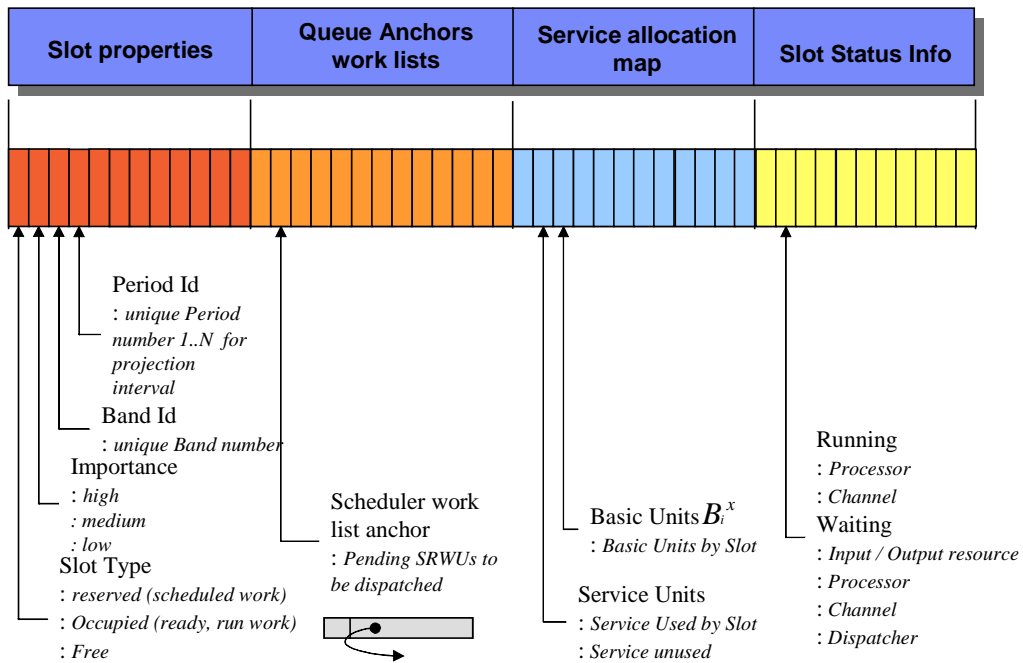 Slot properties
Queue Anchors
work lists
Service allocation
map
Slot Status Info
Period Id
: unique Period
number 1..N for
projection
interval
Band Id
: unique Band number
Importance
: high
: medium
: low
Slot Type
: reserved (scheduled work)
: Occupied (ready, run work)
: Free
Scheduler work
list anchor
: Pending SRWUs to
be dispatched
Basic Units B_i^x
: Basic Units by Slot
Service Units
: Service Used by Slot
: Service unused
Running
: Processor
: Channel
Waiting
: Input / Output resource
: Processor
: Channel
: Dispatcher